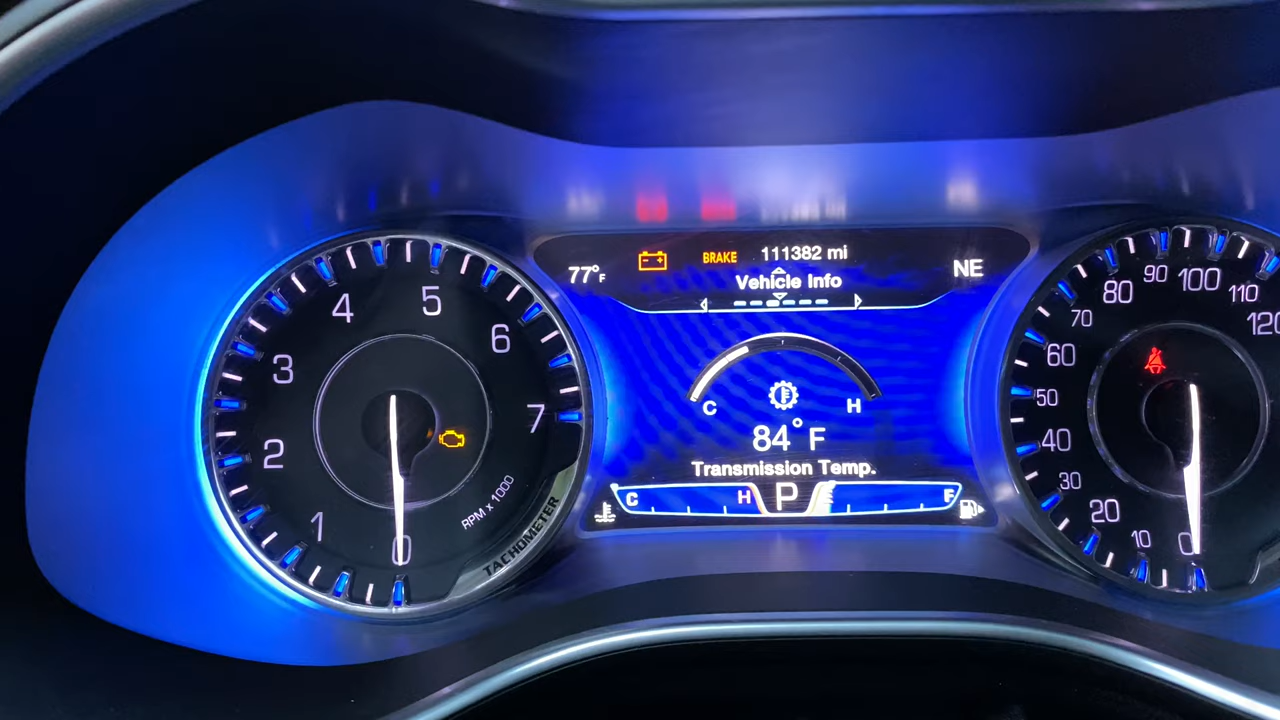 77°F
BRAKE
111382 mi
NE
Vehicle Info
C H
84° F
Transmission Temp.
C H
P
F
0
1
2
3
4
5
6
7
RPM x 1000
TACHOMETER
0
10
20
30
40
50
60
70
80
90
100
110
120